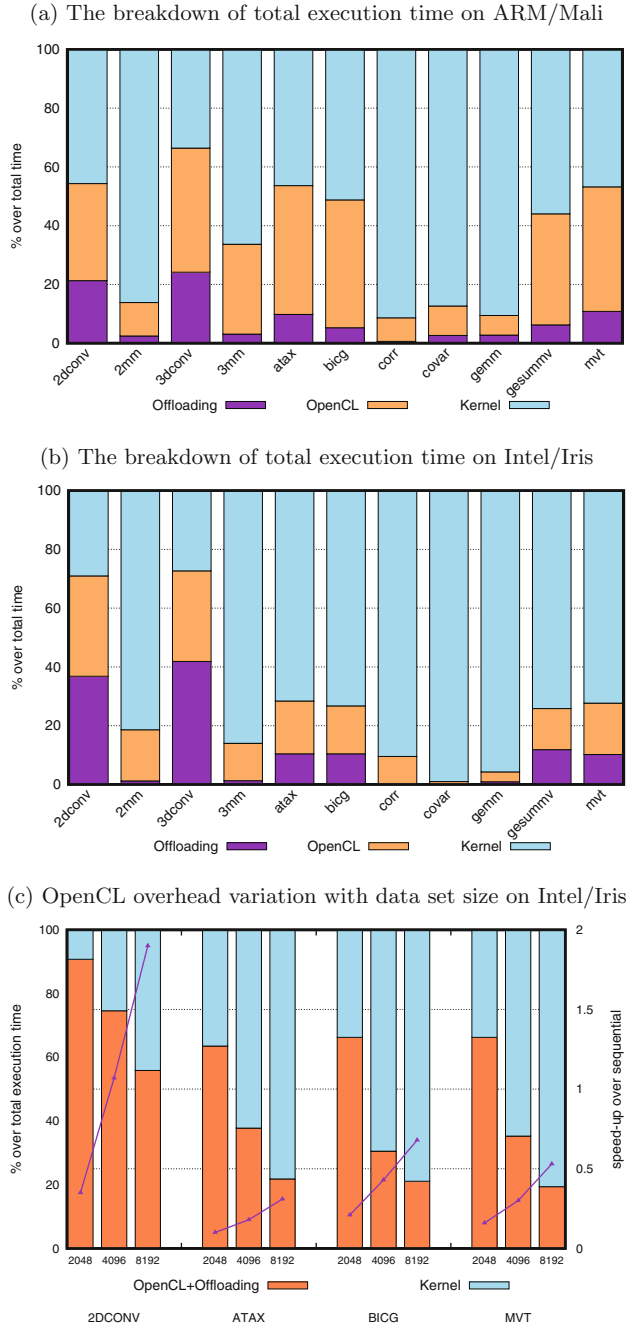 (a) The breakdown of total execution time on ARM/Mali
100
80
60
40
20
0
% over total time
2dconv 2mm 3dconv 3mm atax bicg corr covar gemm gesummv mvt
Offloading OpenCL Kernel
(b) The breakdown of total execution time on Intel/Iris
100
80
60
40
20
0
% over total time
2dconv 2mm 3dconv 3mm atax bicg corr covar gemm gesummv mvt
Offloading OpenCL Kernel
(c) OpenCL overhead variation with data set size on Intel/Iris
100 2
80 1.5
60 1
40 0.5
20
0 0
% over total execution time
speed-up over sequential
2048 4096 8192 2048 4096 8192 2048 4096 8192 2048 4096 8192
OpenCL+Offloading Kernel
2DCONV ATAX BICG MVT